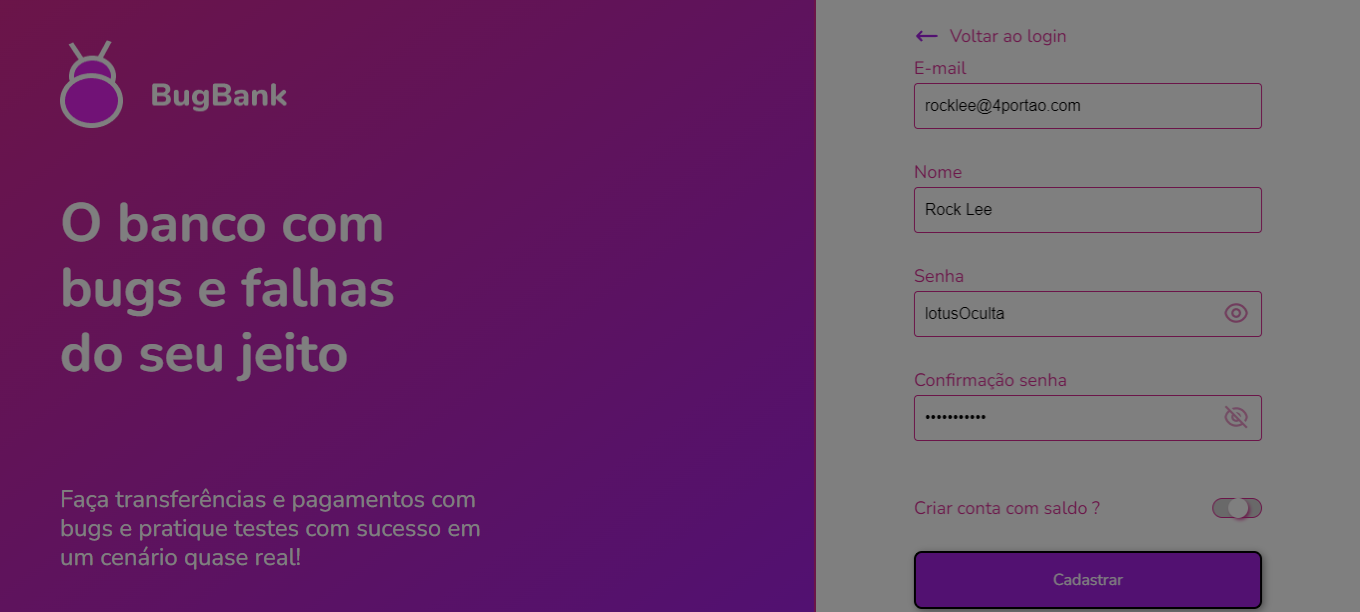 BugBank
O banco com
bugs e falhas
do seu jeito
Faça transferências e pagamentos com
bugs e pratique testes com sucesso em
um cenário quase real!
Voltar ao login
E-mail
rocklee@4portao.com
Nome
Rock Lee
Senha
lotusOculta
Confirmação senha
•••••••••••
Criar conta com saldo ?
Cadastrar